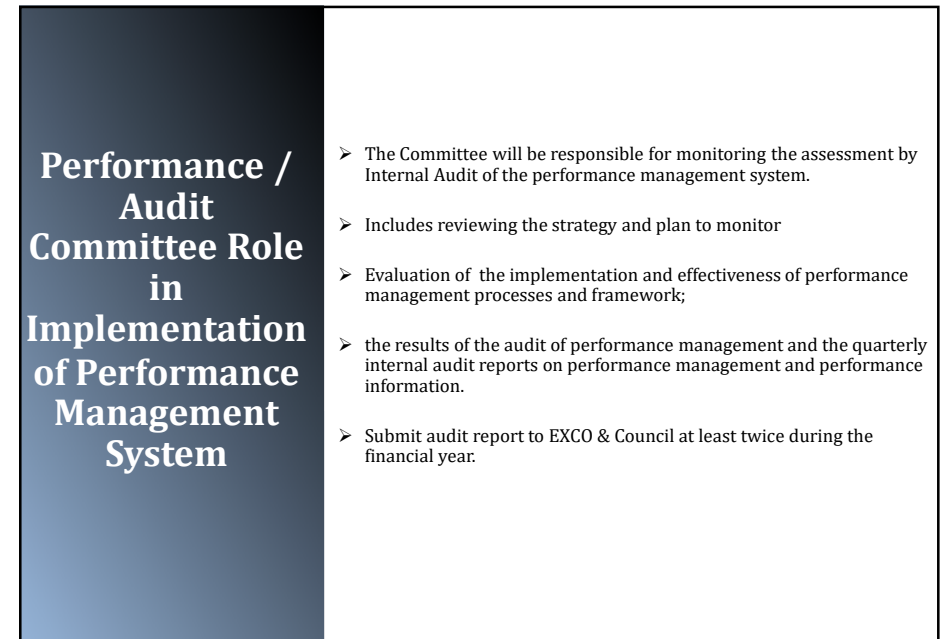 Performance /
Audit
Committee Role
in
Implementation
of Performance
Management
System
➢ The Committee will be responsible for monitoring the assessment by
Internal Audit of the performance management system.
➢ Includes reviewing the strategy and plan to monitor
➢ Evaluation of  the implementation and effectiveness of performance
management processes and framework;
➢ the results of the audit of performance management and the quarterly
internal audit reports on performance management and performance
information.
➢ Submit audit report to EXCO & Council at least twice during the
financial year.